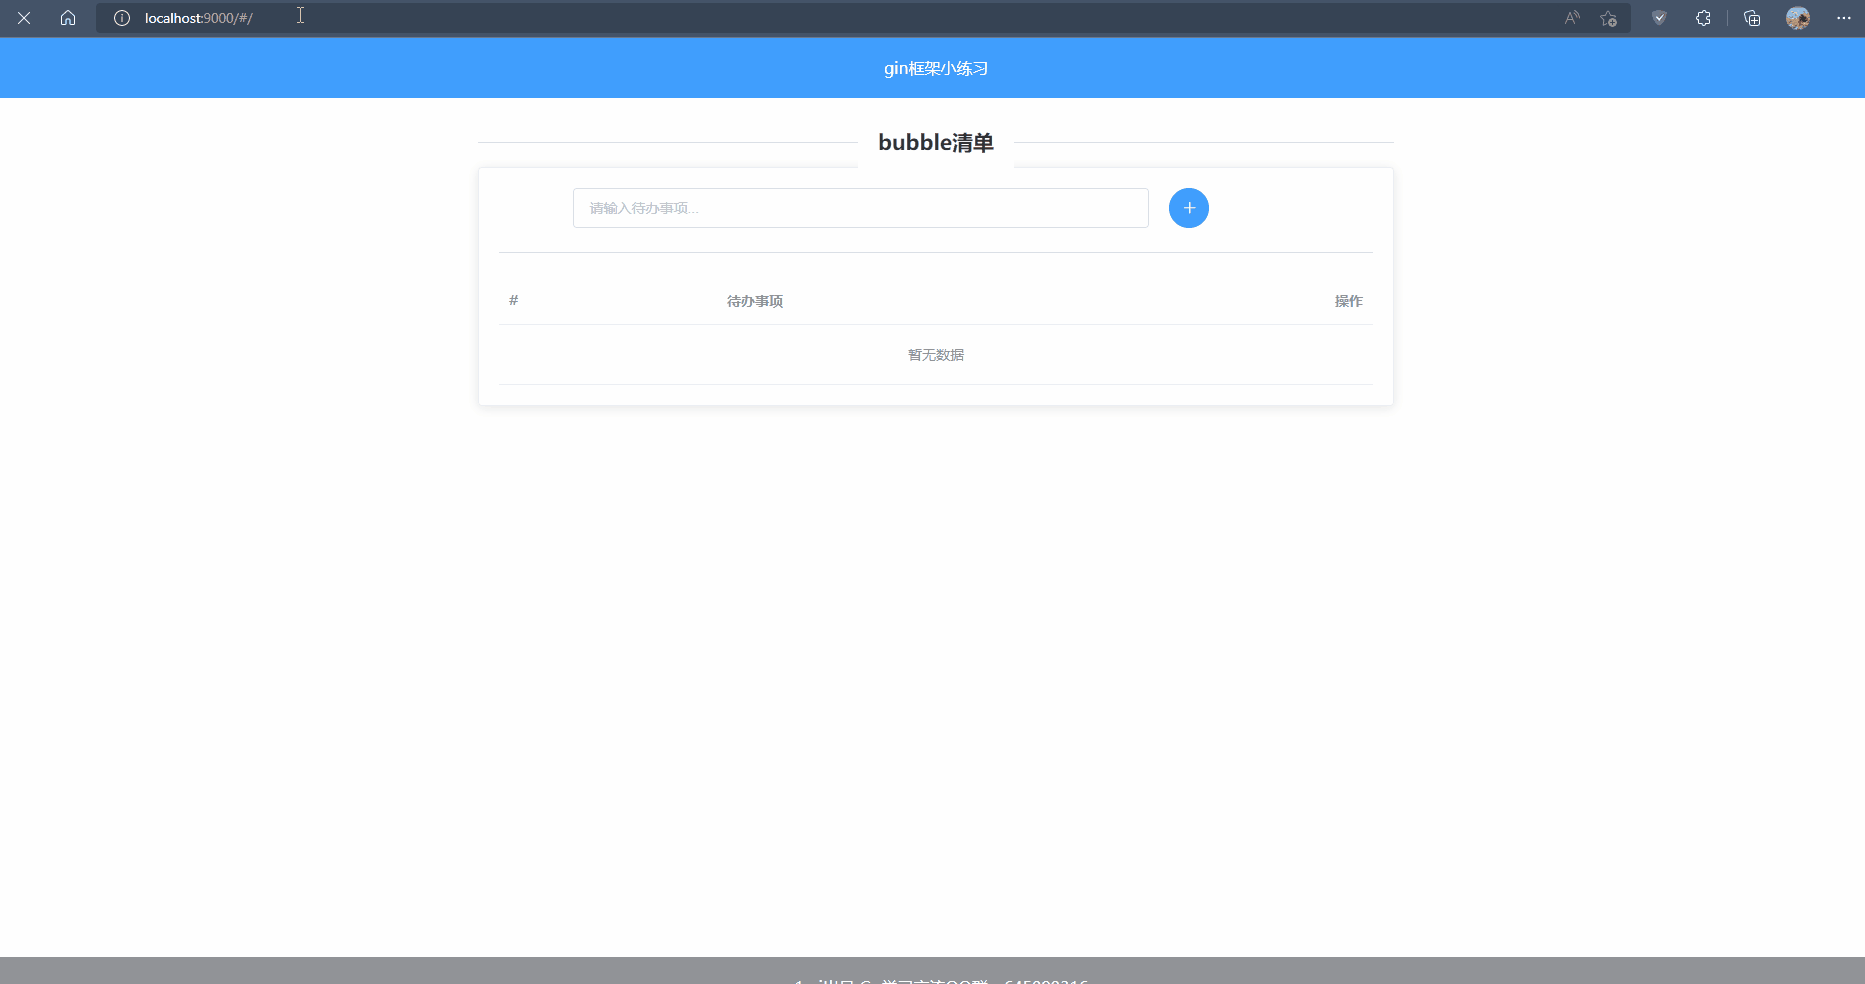 localhost:9000/#/
gin框架小练习
bubble清单
请输入待办事项...
# 待办事项 操作
暂无数据